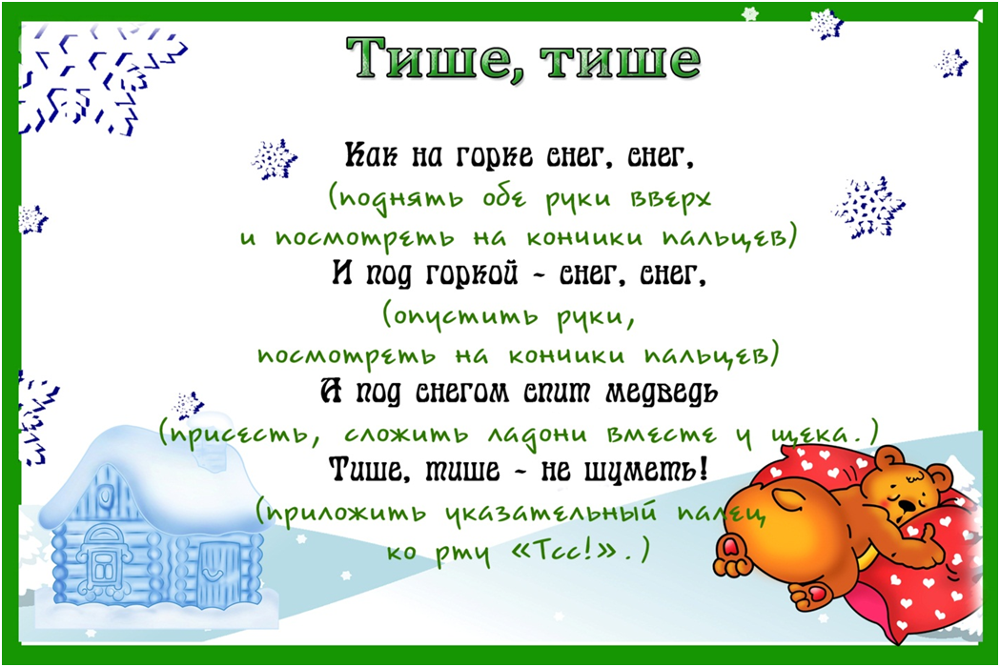 Тише, тише
Как на горке снег, снег,
(поднять обе руки вверх
и посмотреть на кончики пальцев)
И под горкой - снег, снег,
(опустить руки,
посмотреть на кончики пальцев)
А под снегом спит медведь
(присесть, сложить ладони вместе у щека.)
Тише, тише - не шуметь!
(приложить указательный палец
ко рту «Тсс!».)